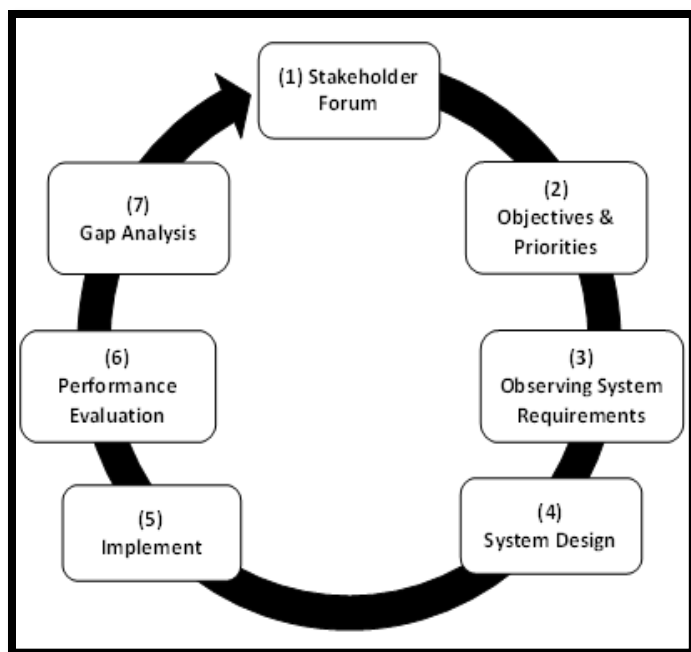 (1) Stakeholder
Forum
(2)
Objectives &
Priorities
(3)
Observing System
Requirements
(4)
System Design
(5)
Implement
(6)
Performance
Evaluation
(7)
Gap Analysis